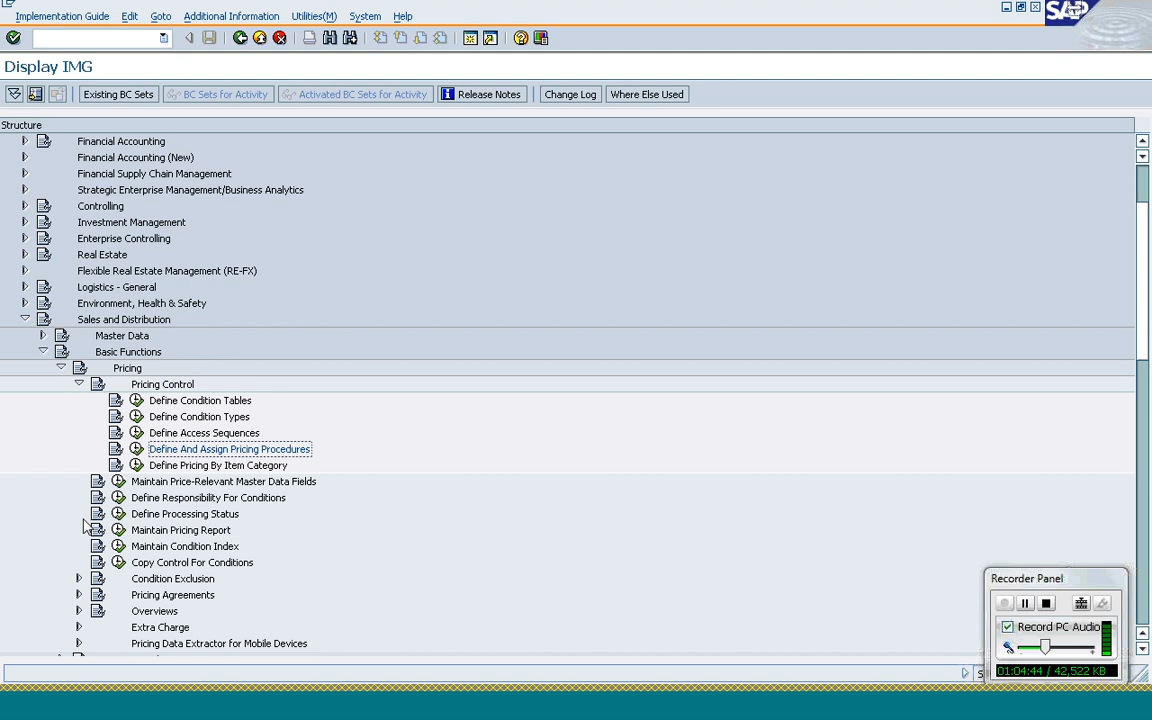 Implementation Guide Edit Goto Additional Information Utilities(M) System Help
SAP
Display IMG
Existing BC Sets BC Sets for Activity Activated BC Sets for Activity Release Notes Change Log Where Else Used
Structure
Financial Accounting
Financial Accounting (New)
Financial Supply Chain Management
Strategic Enterprise Management/Business Analytics
Controlling
Investment Management
Enterprise Controlling
Real Estate
Flexible Real Estate Management (RE-FX)
Logistics - General
Environment, Health & Safety
Sales and Distribution
Master Data
Basic Functions
Pricing
Pricing Control
Define Condition Tables
Define Condition Types
Define Access Sequences
Define And Assign Pricing Procedures
Define Pricing By Item Category
Maintain Price-Relevant Master Data Fields
Define Responsibility For Conditions
Define Processing Status
Maintain Pricing Report
Maintain Condition Index
Copy Control For Conditions
Condition Exclusion
Pricing Agreements
Overviews
Extra Charge
Pricing Data Extractor for Mobile Devices
Recorder Panel
Record PC Audio
01:04:44 / 42,522 KB